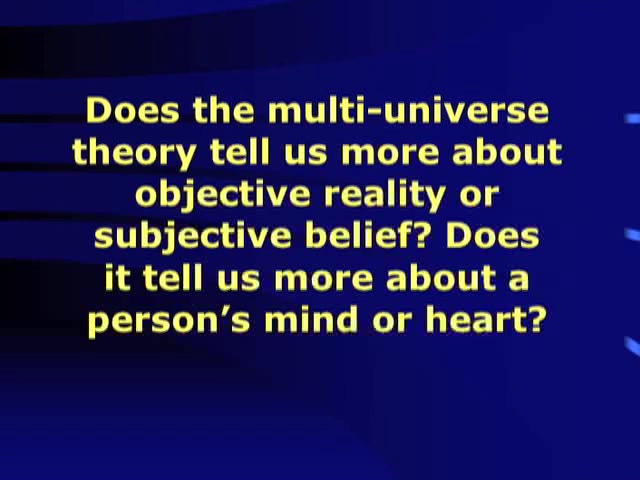 Does the multi-universe
theory tell us more about
objective reality or
subjective belief? Does
it tell us more about a
person’s mind or heart?